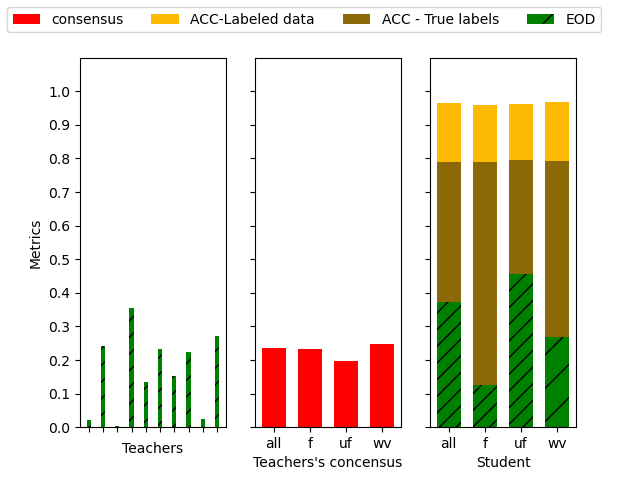 consensus ACC-Labeled data ACC - True labels EOD
Metrics
1.0
0.9
0.8
0.7
0.6
0.5
0.4
0.3
0.2
0.1
0.0
Teachers
all f uf wv
Teachers's concensus
all f uf wv
Student